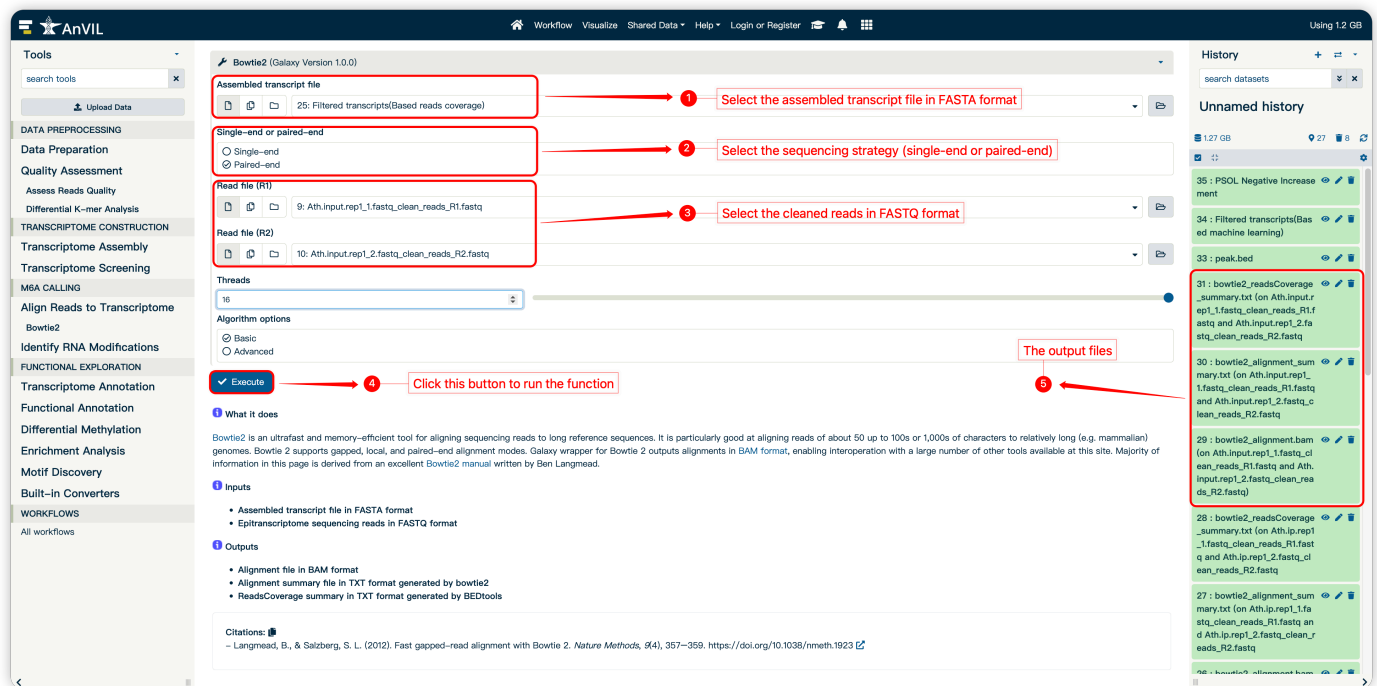 AnVIL
Workflow Visualize Shared Data Help Login or Register
Using 1.2 GB
Tools
search tools
Upload Data
DATA PREPROCESSING
Data Preparation
Quality Assessment
Assess Reads Quality
Differential K-mer Analysis
TRANSCRIPTOME CONSTRUCTION
Transcriptome Assembly
Transcriptome Screening
M6A CALLING
Align Reads to Transcriptome
Bowtie2
Identify RNA Modifications
FUNCTIONAL EXPLORATION
Transcriptome Annotation
Functional Annotation
Differential Methylation
Enrichment Analysis
Motif Discovery
Built-in Converters
WORKFLOWS
All workflows
Bowtie2 (Galaxy Version 1.0.0)
Assembled transcript file
25: Filtered transcripts(Based reads coverage)
1 Select the assembled transcript file in FASTA format
Single-end or paired-end
Single-end
Paired-end
2 Select the sequencing strategy (single-end or paired-end)
Read file (R1)
9: Ath.input.rep1_1.fastq_clean_reads_R1.fastq
3 Select the cleaned reads in FASTQ format
Read file (R2)
10: Ath.input.rep1_2.fastq_clean_reads_R2.fastq
Threads
16
Algorithm options
Basic
Advanced
The output files
5
Execute
4 Click this button to run the function
What it does
Bowtie2 is an ultrafast and memory-efficient tool for aligning sequencing reads to long reference sequences. It is particularly good at aligning reads of about 50 up to 100s or 1,000s of characters to relatively long (e.g. mammalian)
genomes. Bowtie 2 supports gapped, local, and paired-end alignment modes. Galaxy wrapper for Bowtie 2 outputs alignments in BAM format, enabling interoperation with a large number of other tools available at this site. Majority of
information in this page is derived from an excellent Bowtie2 manual written by Ben Langmead.
Inputs
• Assembled transcript file in FASTA format
• Epitranscriptome sequencing reads in FASTQ format
Outputs
• Alignment file in BAM format
• Alignment summary file in TXT format generated by bowtie2
• ReadsCoverage summary in TXT format generated by BEDtools
Citations:
– Langmead, B., & Salzberg, S. L. (2012). Fast gapped-read alignment with Bowtie 2. Nature Methods, 9(4), 357–359. https://doi.org/10.1038/nmeth.1923
History
search datasets
Unnamed history
1.27 GB 27 8
35 : PSOL Negative Increase
ment
34 : Filtered transcripts(Bas
ed machine learning)
33 : peak.bed
31 : bowtie2_readsCoverage
_summary.txt (on Ath.input.r
ep1_1.fastq_clean_reads_R1.f
astq and Ath.input.rep1_2.fa
stq_clean_reads_R2.fastq
30 : bowtie2_alignment_sum
mary.txt (on Ath.input.rep1_
1.fastq_clean_reads_R1.fastq
and Ath.input.rep1_2.fastq_c
lean_reads_R2.fastq
29 : bowtie2_alignment.bam
(on Ath.input.rep1_1.fastq_cl
ean_reads_R1.fastq and Ath.
input.rep1_2.fastq_clean_rea
ds_R2.fastq)
28 : bowtie2_readsCoverage
_summary.txt (on Ath.ip.rep1
_1.fastq_clean_reads_R1.fast
q and Ath.ip.rep1_2.fastq_cl
ean_reads_R2.fastq
27 : bowtie2_alignment_sum
mary.txt (on Ath.ip.rep1_1.fa
stq_clean_reads_R1.fastq an
d Ath.ip.rep1_2.fastq_clean_r
eads_R2.fastq
26 : bowtie2_alignment.bam